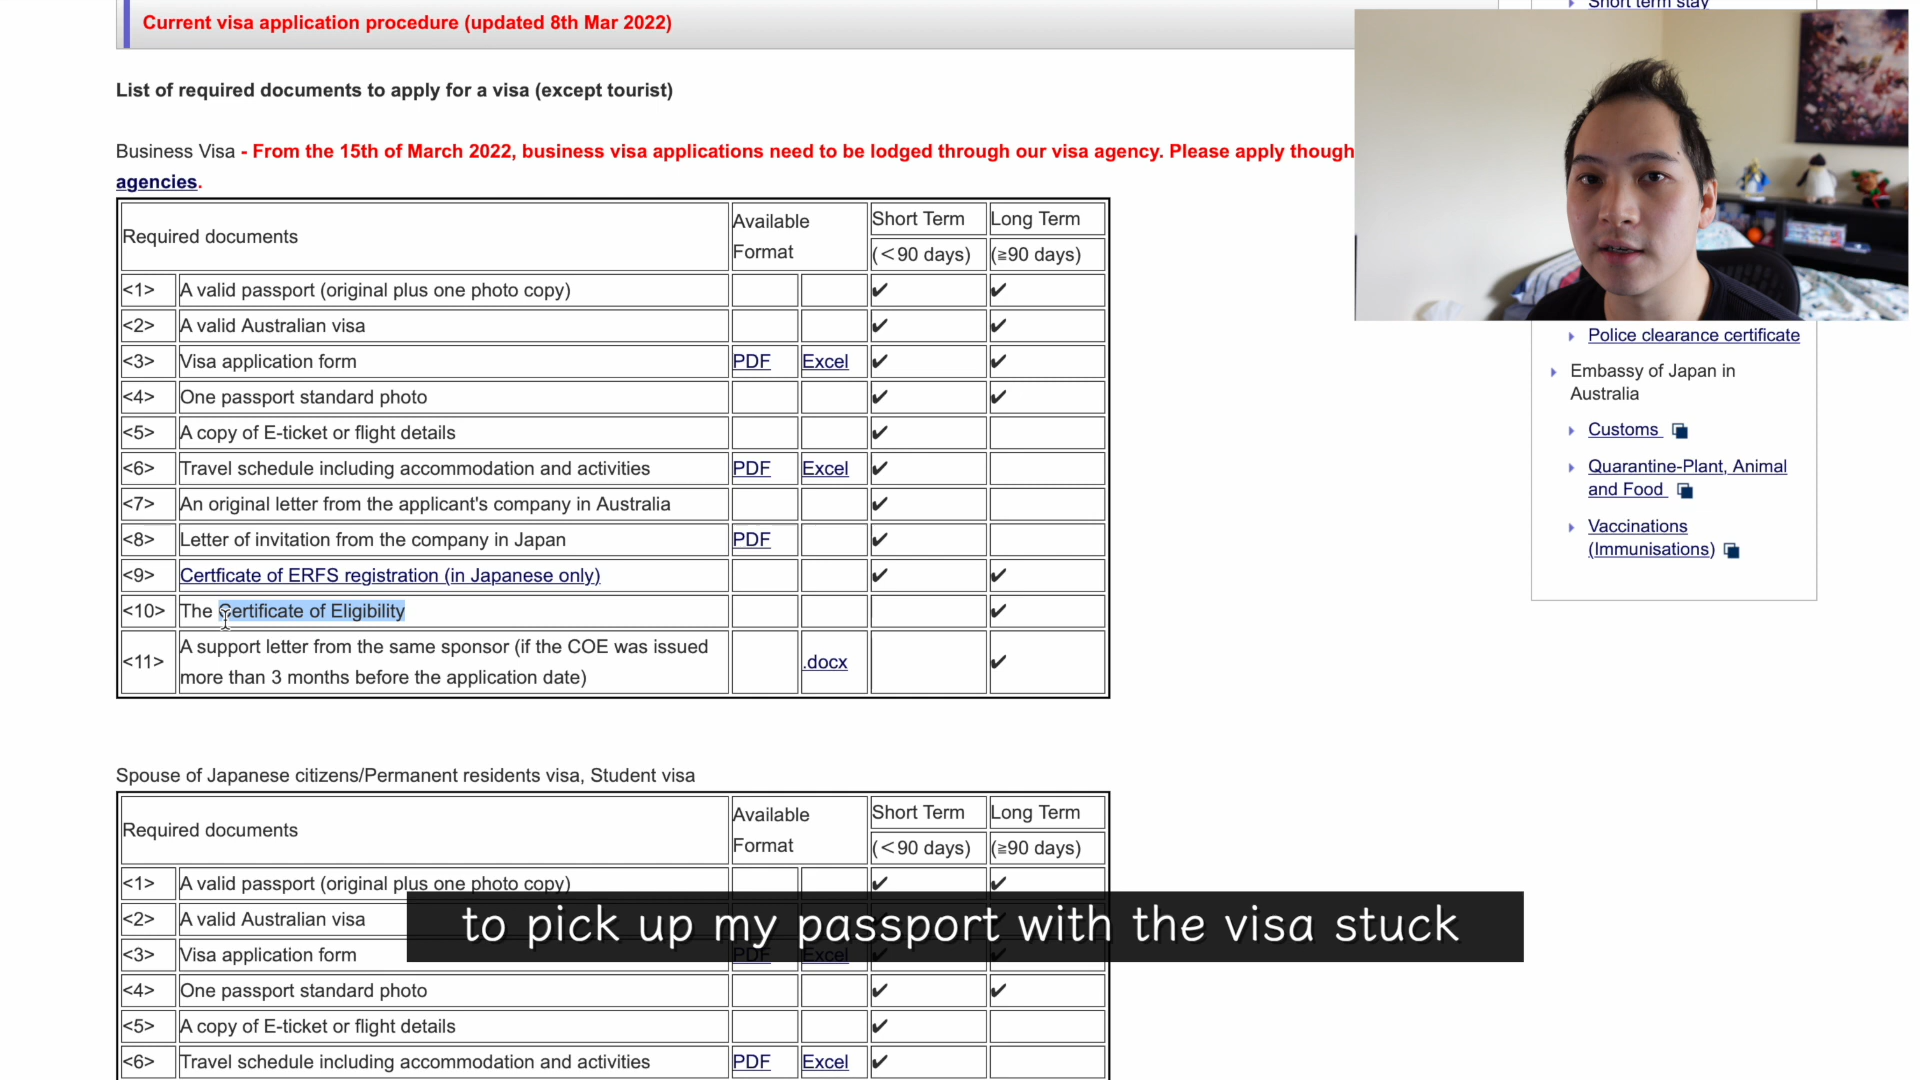 Current visa application procedure (updated 8th Mar 2022)
List of required documents to apply for a visa (except tourist)
Business Visa - From the 15th of March 2022, business visa applications need to be lodged through our visa agency. Please apply though
agencies.
Required documents Available Format Short Term Long Term
(<90 days) (≧90 days)
<1> A valid passport (original plus one photo copy) ✔ ✔
<2> A valid Australian visa ✔ ✔
<3> Visa application form PDF Excel ✔ ✔
<4> One passport standard photo ✔ ✔
<5> A copy of E-ticket or flight details ✔
<6> Travel schedule including accommodation and activities PDF Excel ✔
<7> An original letter from the applicant's company in Australia ✔
<8> Letter of invitation from the company in Japan PDF ✔
<9> Certficate of ERFS registration (in Japanese only) ✔ ✔
<10> The Certificate of Eligibility ✔
<11> A support letter from the same sponsor (if the COE was issued
more than 3 months before the application date) .docx ✔
Spouse of Japanese citizens/Permanent residents visa, Student visa
Required documents Available Format Short Term Long Term
(<90 days) (≧90 days)
<1> A valid passport (original plus one photo copy) ✔ ✔
<2> A valid Australian visa
<3> Visa application form PDF Excel
<4> One passport standard photo ✔ ✔
<5> A copy of E-ticket or flight details ✔
<6> Travel schedule including accommodation and activities PDF Excel ✔
Short term stay
Police clearance certificate
Embassy of Japan in
Australia
Customs
Quarantine-Plant, Animal
and Food
Vaccinations
(Immunisations)
to pick up my passport with the visa stuck